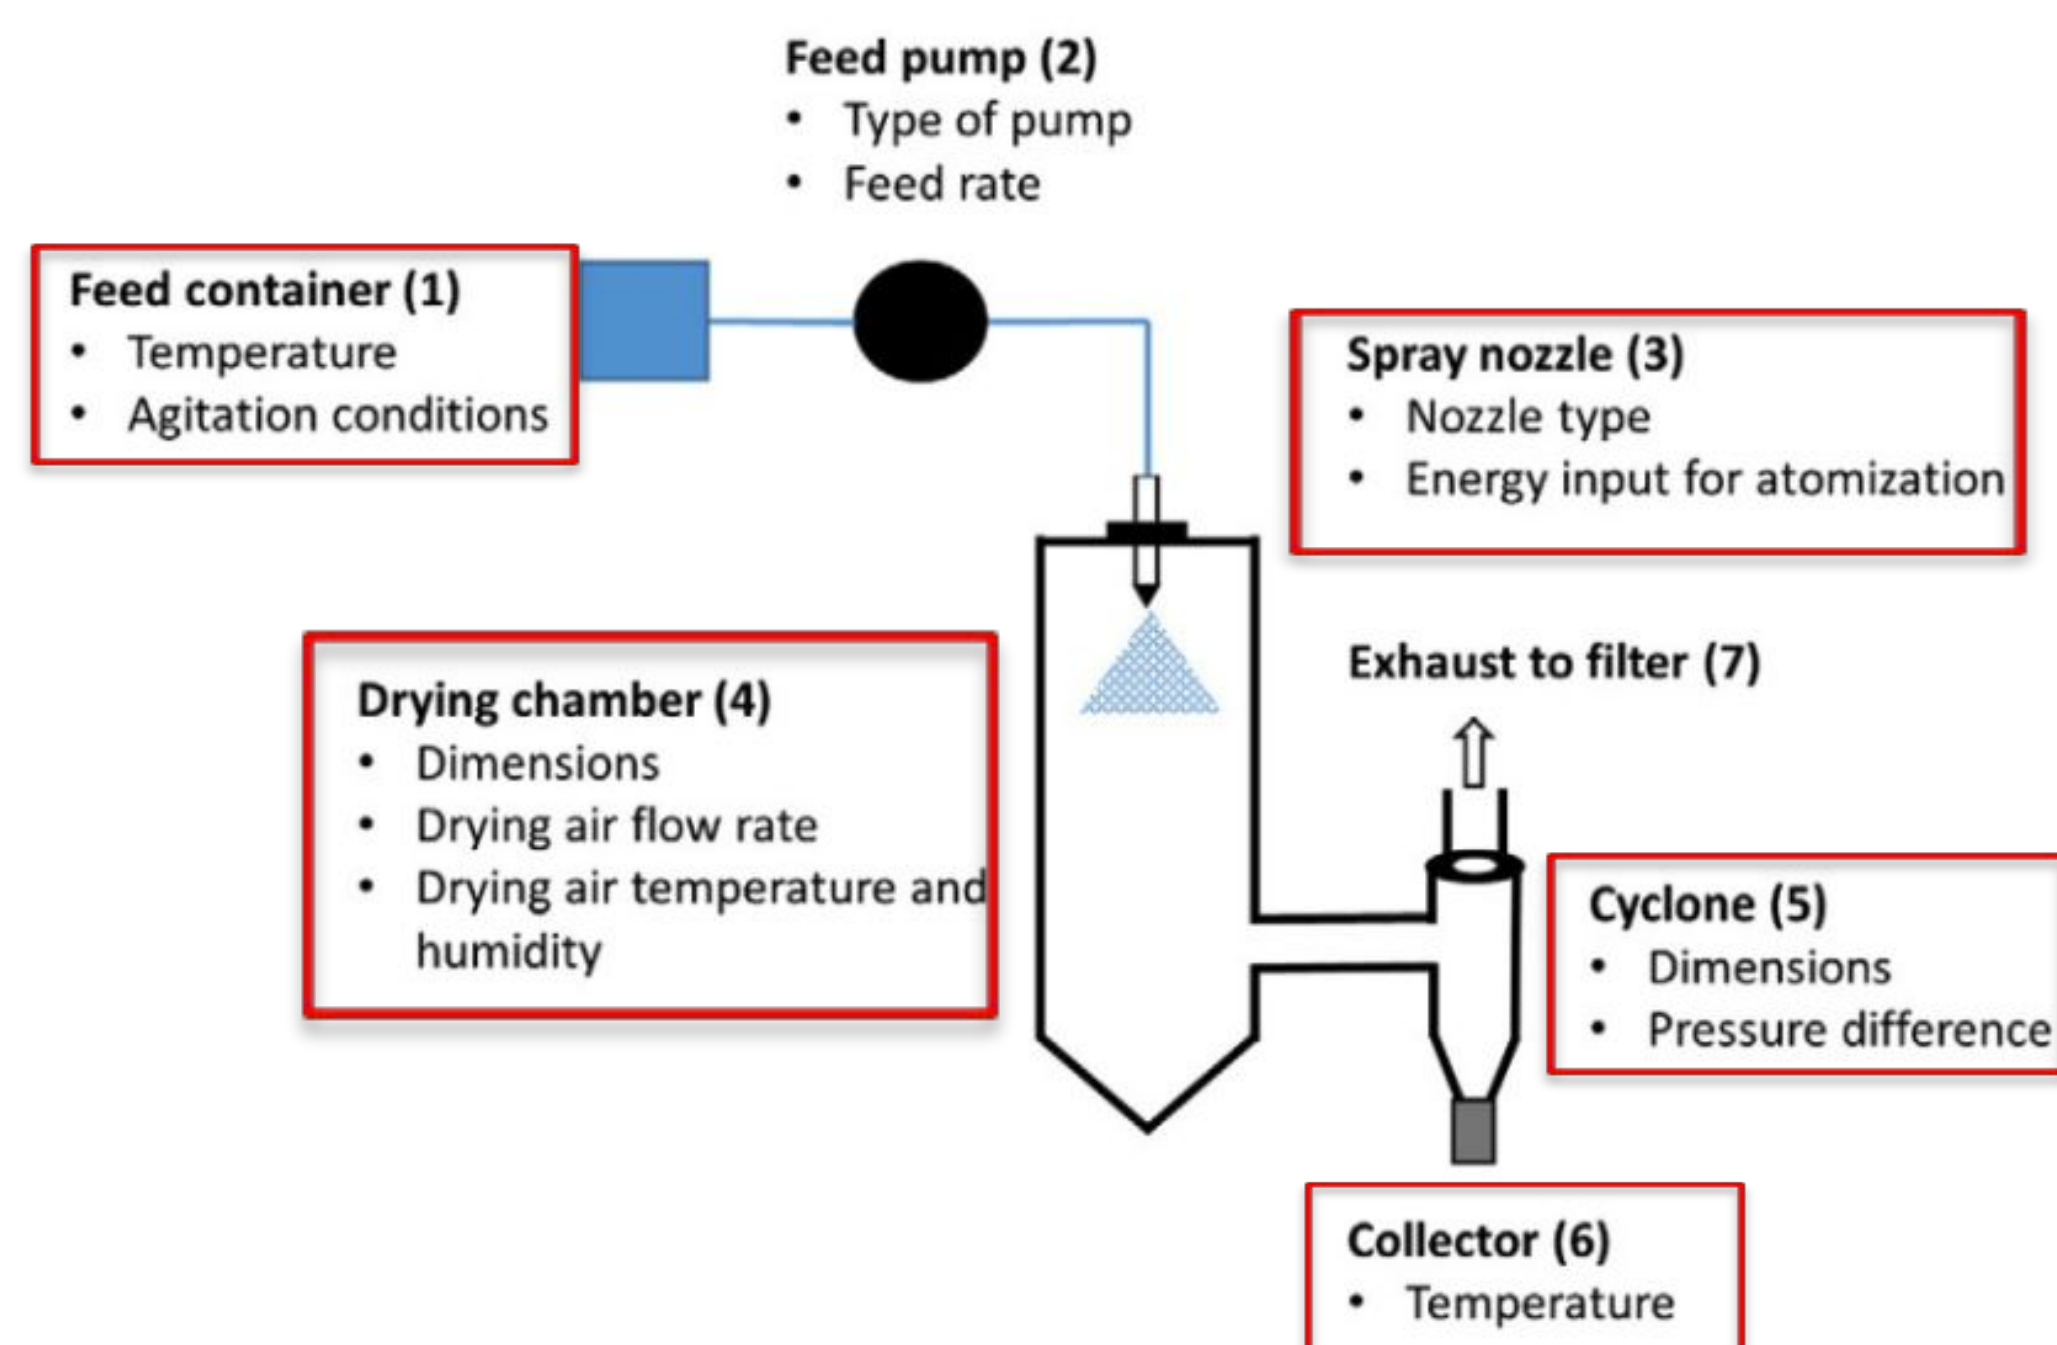 Feed pump (2)
• Type of pump
• Feed rate
Feed container (1)
• Temperature
• Agitation conditions
Spray nozzle (3)
• Nozzle type
• Energy input for atomization
Exhaust to filter (7)
Drying chamber (4)
• Dimensions
• Drying air flow rate
• Drying air temperature and
humidity
Cyclone (5)
• Dimensions
• Pressure difference
Collector (6)
• Temperature